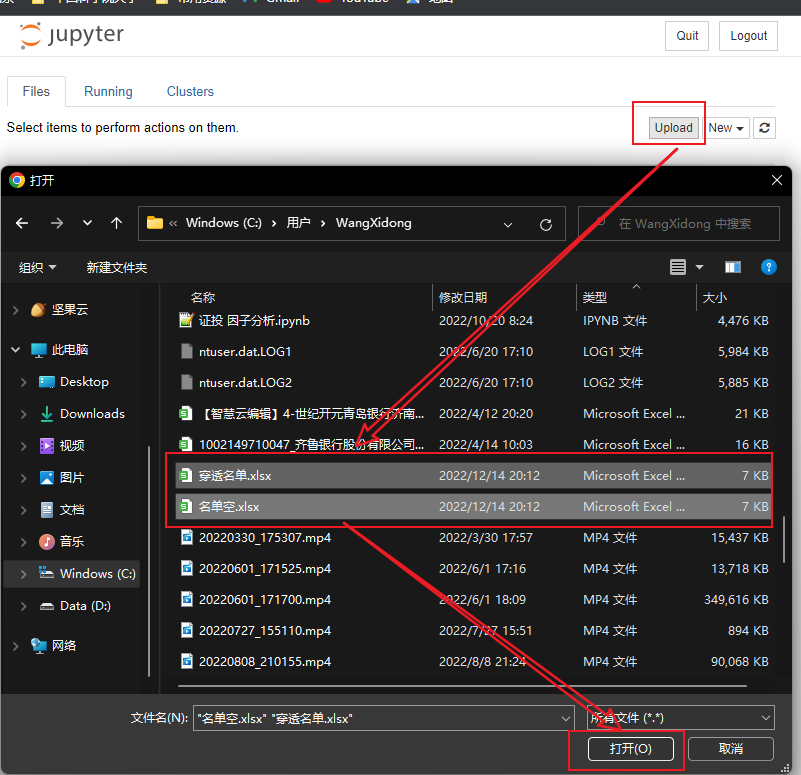 Gmail
YouTube
地图
jupyter
Quit
Logout
Files
Running
Clusters
Select items to perform actions on them.
Upload
New
打开
« Windows (C:) › 用户 › WangXidong
在 WangXidong 中搜索
组织
新建文件夹
名称 修改日期 类型 大小
坚果云
此电脑
Desktop
Downloads
视频
图片
文档
音乐
Windows (C:)
Data (D:)
网络
证投 因子分析.ipynb 2022/10/20 8:24 IPYNB 文件 4,476 KB
ntuser.dat.LOG1 2022/6/20 17:10 LOG1 文件 5,984 KB
ntuser.dat.LOG2 2022/6/20 17:10 LOG2 文件 5,885 KB
【智慧云编辑】4-世纪开元青岛银行济南... 2022/4/12 20:20 Microsoft Excel ... 21 KB
1002149710047_齐鲁银行股份有限公司... 2022/4/14 10:03 Microsoft Excel ... 16 KB
穿透名单.xlsx 2022/12/14 20:12 Microsoft Excel ... 7 KB
名单空.xlsx 2022/12/14 20:12 Microsoft Excel ... 7 KB
20220330_175307.mp4 2022/3/30 17:57 MP4 文件 15,437 KB
20220601_171525.mp4 2022/6/1 17:16 MP4 文件 13,718 KB
20220601_171700.mp4 2022/6/1 18:09 MP4 文件 349,616 KB
20220727_155110.mp4 2022/7/27 15:51 MP4 文件 894 KB
20220808_210155.mp4 2022/8/8 21:24 MP4 文件 90,068 KB
文件名(N): "名单空.xlsx" "穿透名单.xlsx"
所有文件 (*.*)
打开(O)
取消